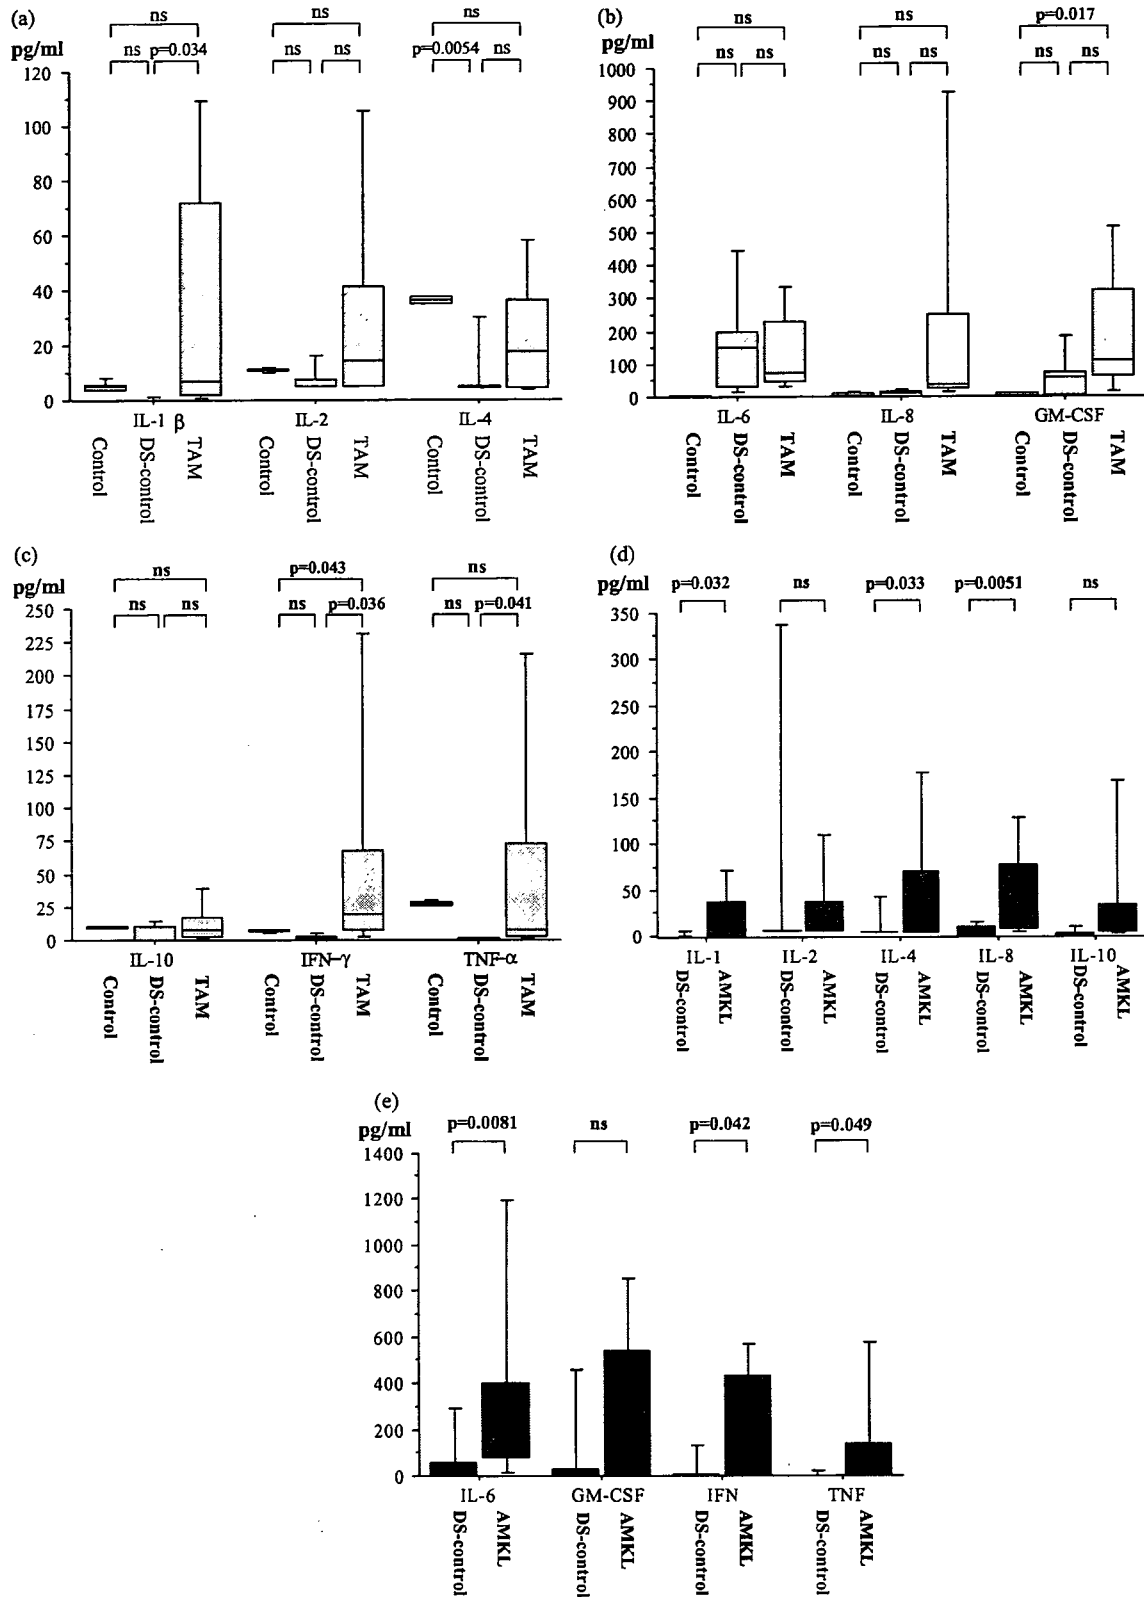 (a)
pg/ml
ns ns ns
ns p=0.034 ns ns p=0.0054 ns
120
100
80
60
40
20
0
IL-1 β IL-2 IL-4
Control DS-control TAM Control DS-control TAM Control DS-control TAM
(b)
pg/ml
ns ns p=0.017
ns ns ns ns ns ns
1000
900
800
700
600
500
400
300
200
100
0
IL-6 IL-8 GM-CSF
Control DS-control TAM Control DS-control TAM Control DS-control TAM
(c)
pg/ml
ns p=0.043 ns
ns ns ns p=0.036 ns p=0.041
250
225
200
175
150
125
100
75
50
25
0
IL-10 IFN-γ TNF-α
Control DS-control TAM Control DS-control TAM Control DS-control TAM
(d)
pg/ml
p=0.032 ns p=0.033 p=0.0051 ns
350
300
250
200
150
100
50
0
IL-1 IL-2 IL-4 IL-8 IL-10
DS-control AMKL DS-control AMKL DS-control AMKL DS-control AMKL DS-control AMKL
(e)
pg/ml
p=0.0081 ns p=0.042 p=0.049
1400
1200
1000
800
600
400
200
0
IL-6 GM-CSF IFN TNF
DS-control AMKL DS-control AMKL DS-control AMKL DS-control AMKL